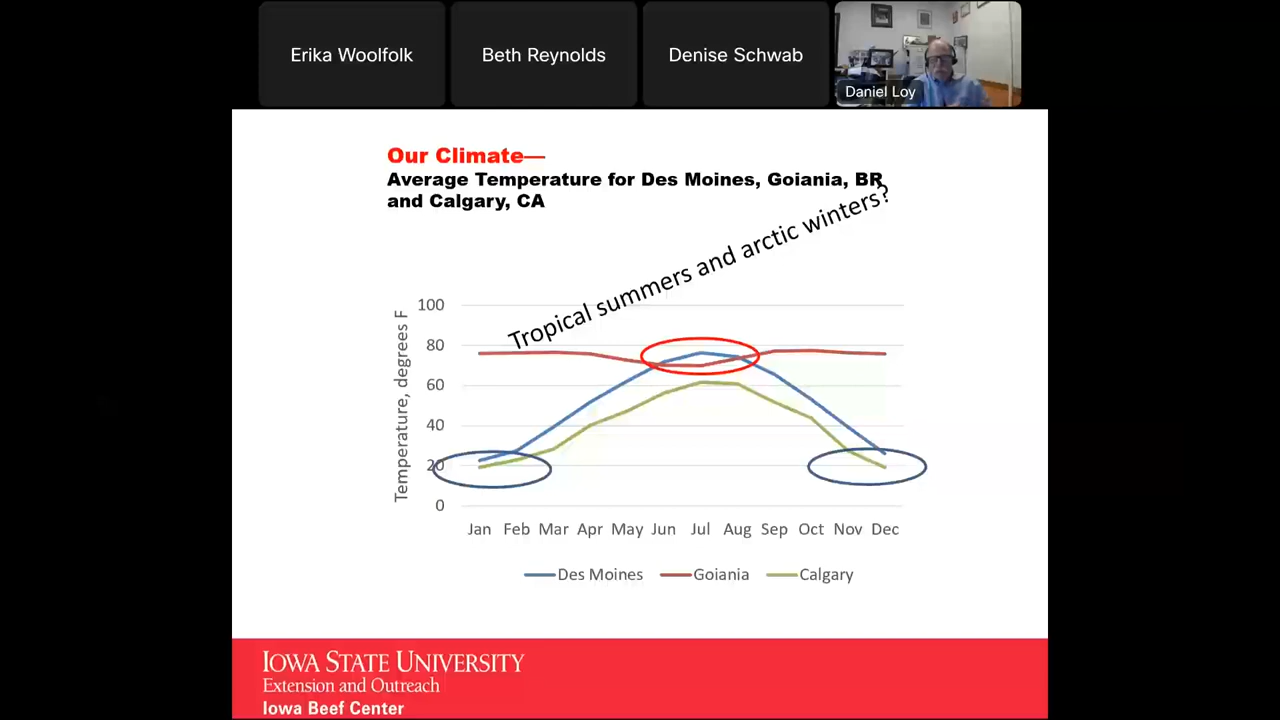 Erika Woolfolk
Beth Reynolds
Denise Schwab
Daniel Loy
Our Climate—
Average Temperature for Des Moines, Goiania, BR
and Calgary, CA
Tropical summers and arctic winters?
Temperature, degrees F
100
80
60
40
20
0
Jan Feb Mar Apr May Jun Jul Aug Sep Oct Nov Dec
Des Moines Goiania Calgary
IOWA STATE UNIVERSITY
Extension and Outreach
Iowa Beef Center